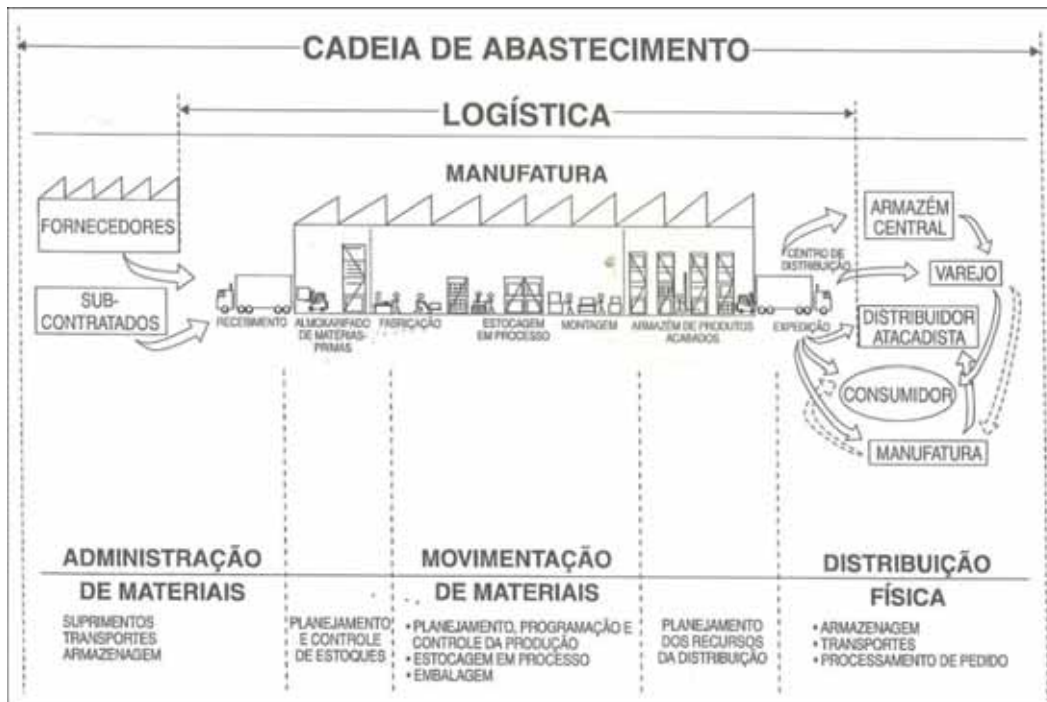 CADEIA DE ABASTECIMENTO
LOGÍSTICA
MANUFATURA
FORNECEDORES
SUB-
CONTRATADOS
RECEBIMENTO
ALMOXARIFADO
DE MATÉRIAS-
PRIMAS
FABRICAÇÃO
ESTOCAGEM
EM PROCESSO
MONTAGEM
ARMAZÉM DE PRODUTOS
ACABADOS
EXPEDIÇÃO
CENTRO DE
DISTRIBUIÇÃO
ARMAZÉM
CENTRAL
VAREJO
DISTRIBUIDOR
ATACADISTA
CONSUMIDOR
MANUFATURA
ADMINISTRAÇÃO
DE MATERIAIS
SUPRIMENTOS
TRANSPORTES
ARMAZENAGEM
PLANEJAMENTO
E CONTROLE
DE ESTOQUES
MOVIMENTAÇÃO
DE MATERIAIS
• PLANEJAMENTO, PROGRAMAÇÃO E
CONTROLE DA PRODUÇÃO
• ESTOCAGEM EM PROCESSO
• EMBALAGEM
PLANEJAMENTO
DOS RECURSOS
DA DISTRIBUIÇÃO
DISTRIBUIÇÃO
FÍSICA
• ARMAZENAGEM
• TRANSPORTES
• PROCESSAMENTO DE PEDIDO